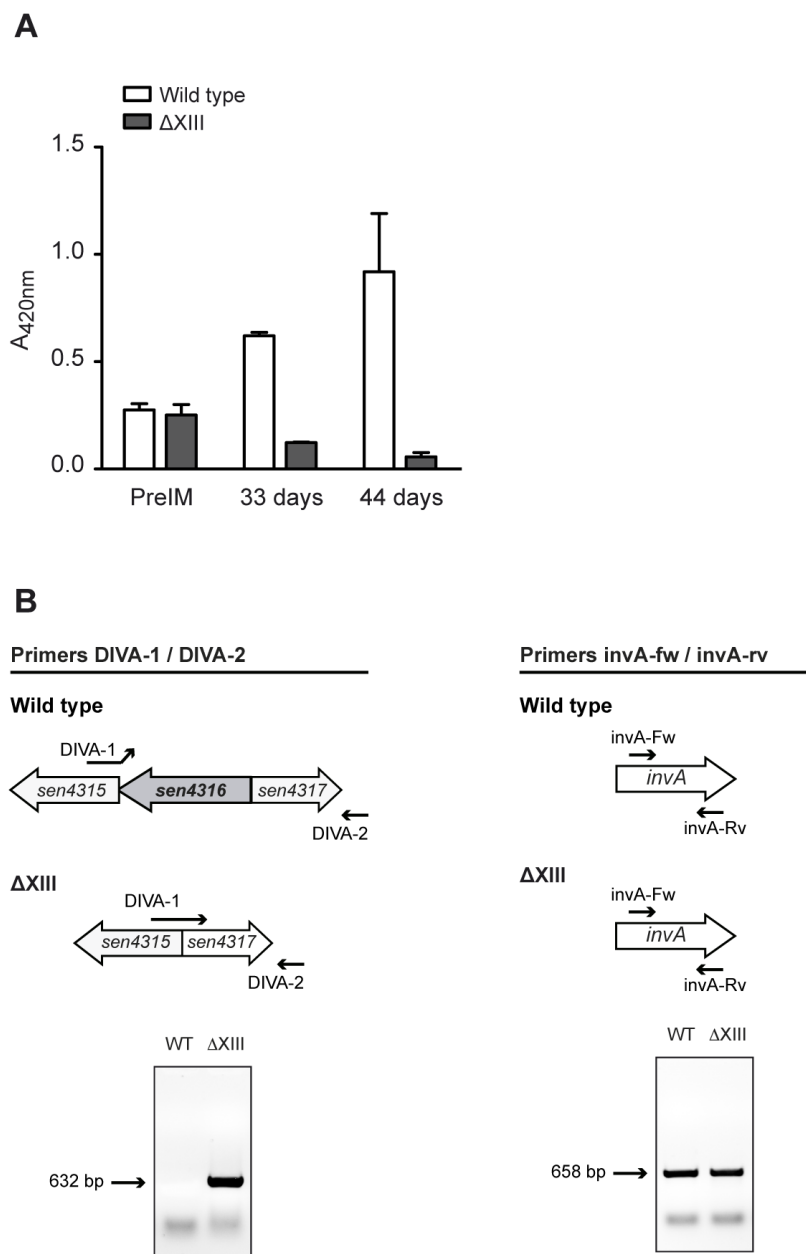 A
Wild type
ΔXIII
1.5
1.0
0.5
0.0
A420nm
PreIM 33 days 44 days
B
Primers DIVA-1 / DIVA-2
Wild type
DIVA-1
sen4315 sen4316 sen4317
DIVA-2
ΔXIII
DIVA-1
sen4315 sen4317
DIVA-2
WT ΔXIII
632 bp
Primers invA-fw / invA-rv
Wild type
invA-Fw
invA
invA-Rv
ΔXIII
invA-Fw
invA
invA-Rv
WT ΔXIII
658 bp